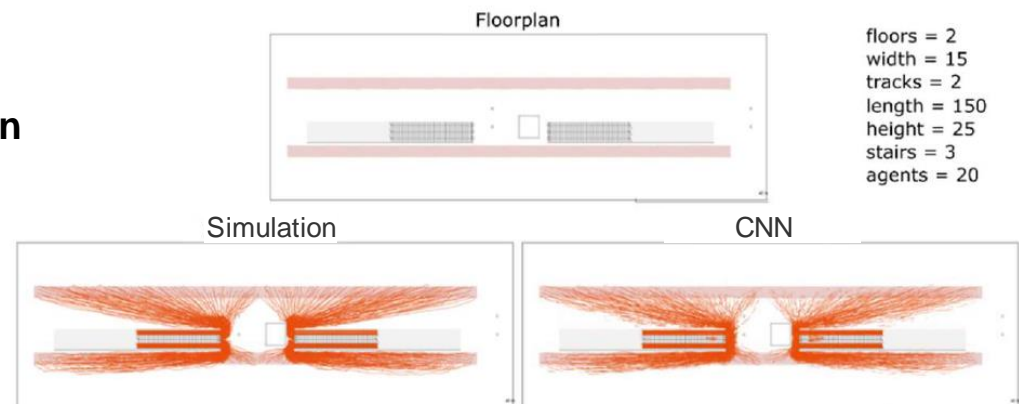 Floorplan
floors = 2
width = 15
tracks = 2
length = 150
height = 25
stairs = 3
agents = 20
n
Simulation
CNN